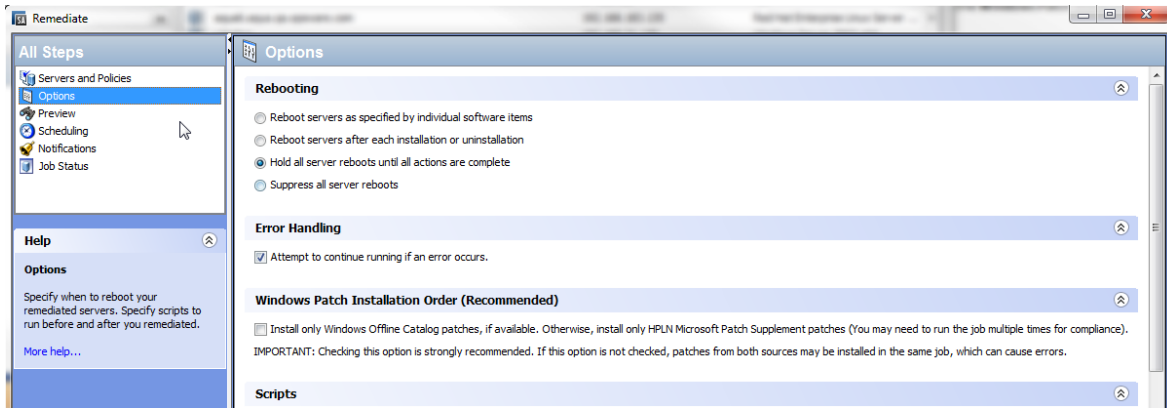 Remediate
All Steps
Servers and Policies
Options
Preview
Scheduling
Notifications
Job Status
Help
Options
Specify when to reboot your
remediated servers. Specify scripts to
run before and after you remediated.
More help...
Options
Rebooting
Reboot servers as specified by individual software items
Reboot servers after each installation or uninstallation
Hold all server reboots until all actions are complete
Suppress all server reboots
Error Handling
Attempt to continue running if an error occurs.
Windows Patch Installation Order (Recommended)
Install only Windows Offline Catalog patches, if available. Otherwise, install only HPLN Microsoft Patch Supplement patches (You may need to run the job multiple times for compliance).
IMPORTANT: Checking this option is strongly recommended. If this option is not checked, patches from both sources may be installed in the same job, which can cause errors.
Scripts